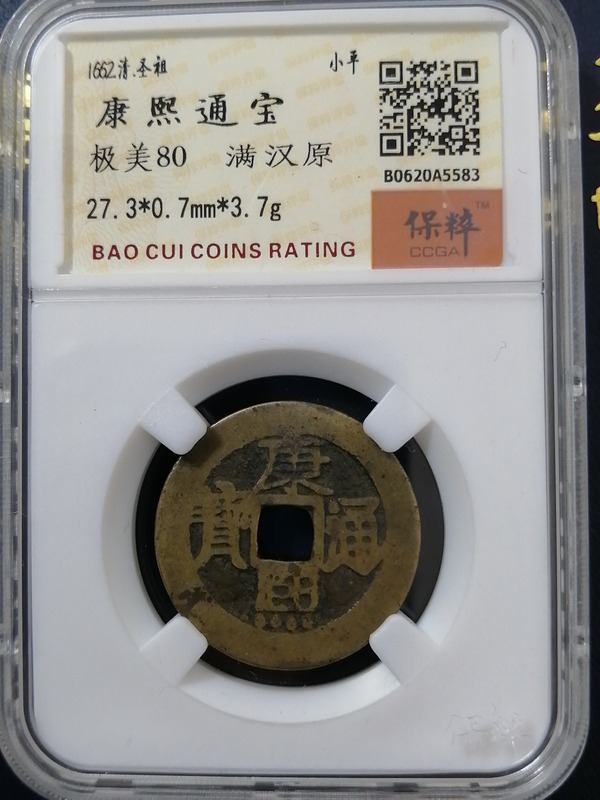 1662清.圣祖 小平
康熙通宝
极美80 满汉原
B0620A5583
27.3*0.7mm*3.7g
保粹™
CCGA
BAO CUI COINS RATING
康
寶 通
熙